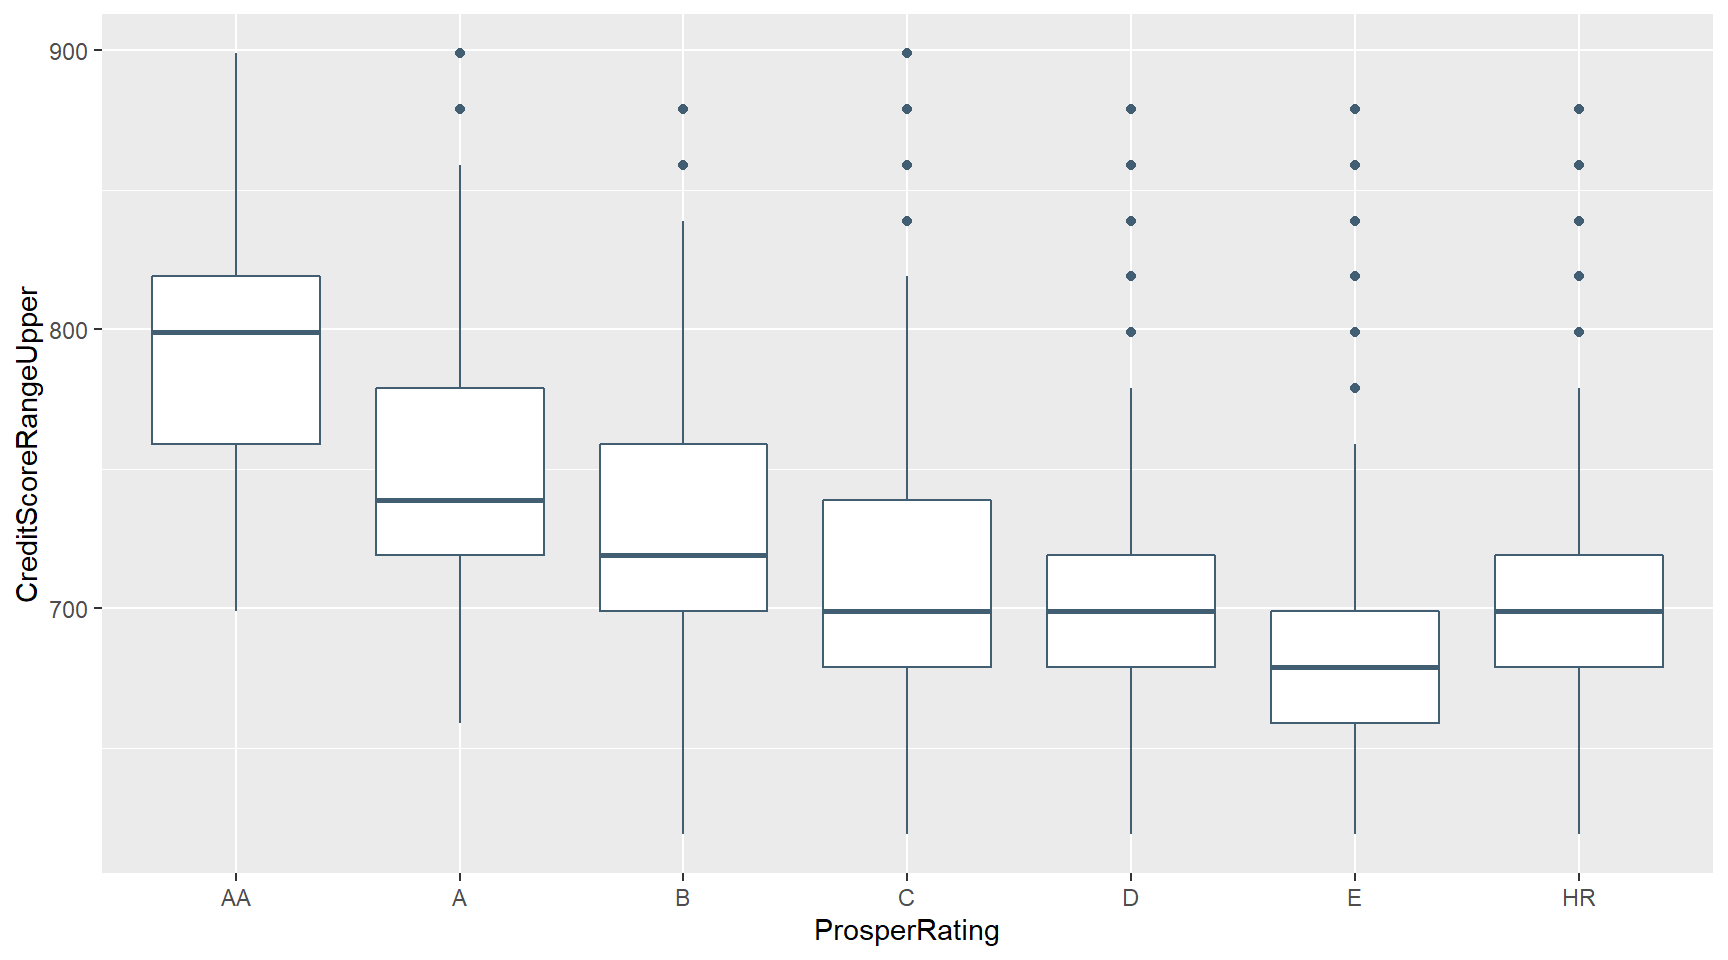 900
800
700
CreditScoreRangeUpper
AA A B C D E HR
ProsperRating